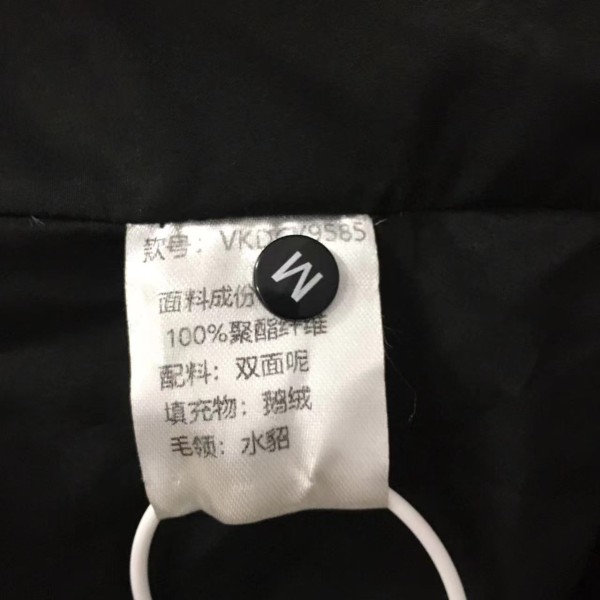 款号: VKD
9585
M
面料成份
100%聚酯纤维
配料: 双面呢
填充物: 鹅绒
毛领: 水貂